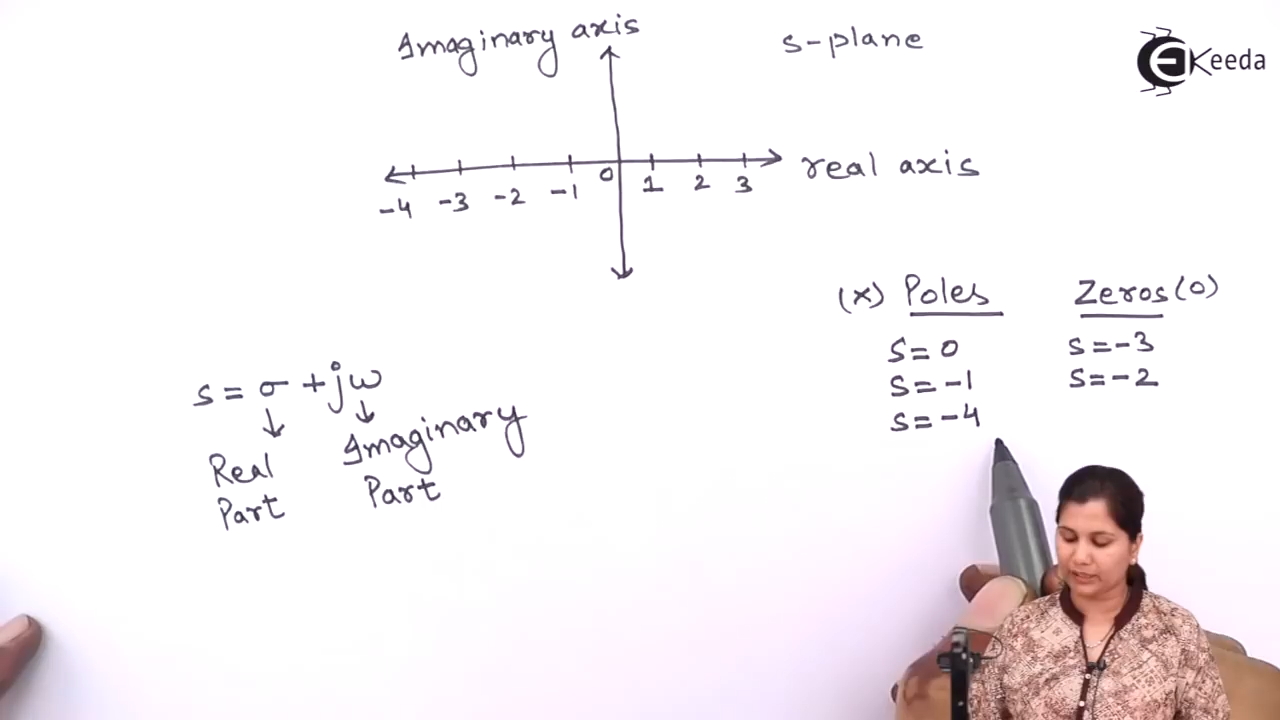 Imaginary axis
s-plane
EKeeda
real axis
-4 -3 -2 -1 0 1 2 3
(x) Poles
Zeros (0)
s = 0
s = -1
s = -4
s = -3
s = -2
s = σ + jω
Real
Part
Imaginary
Part